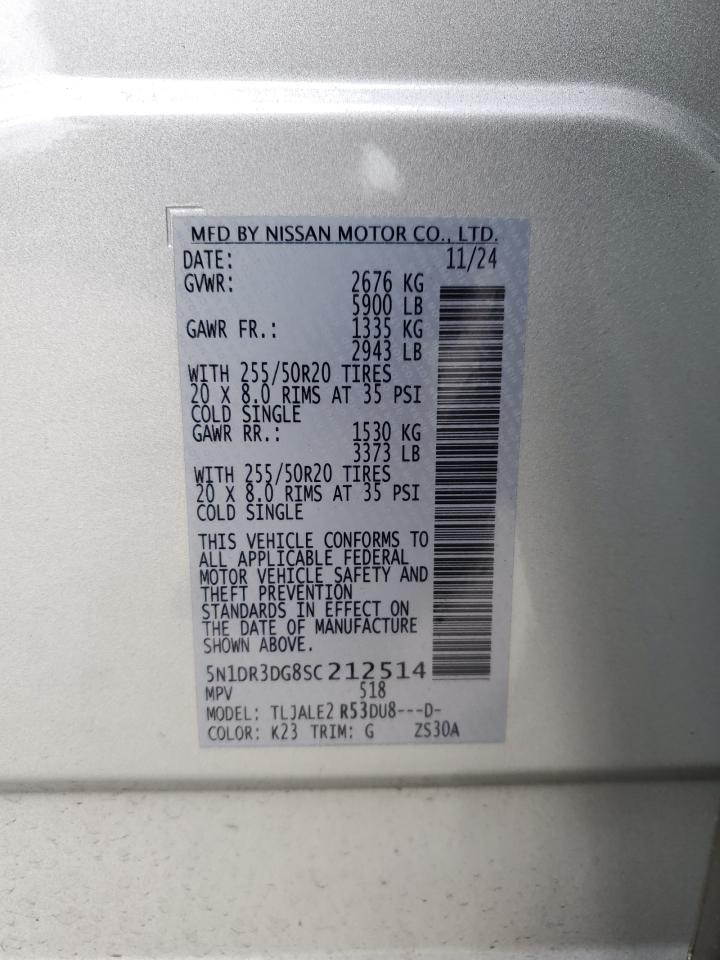 MFD BY NISSAN MOTOR CO., LTD.
DATE: 11/24
GVWR: 2676 KG
5900 LB
GAWR FR.: 1335 KG
2943 LB
WITH 255/50R20 TIRES
20 X 8.0 RIMS AT 35 PSI
COLD SINGLE
GAWR RR.: 1530 KG
3373 LB
WITH 255/50R20 TIRES
20 X 8.0 RIMS AT 35 PSI
COLD SINGLE
THIS VEHICLE CONFORMS TO
ALL APPLICABLE FEDERAL
MOTOR VEHICLE SAFETY AND
THEFT PREVENTION
STANDARDS IN EFFECT ON
THE DATE OF MANUFACTURE
SHOWN ABOVE.
5N1DR3DG8SC212514
MPV 518
MODEL: TLJALE2 R53DU8---D-
COLOR: K23 TRIM: G ZS30A